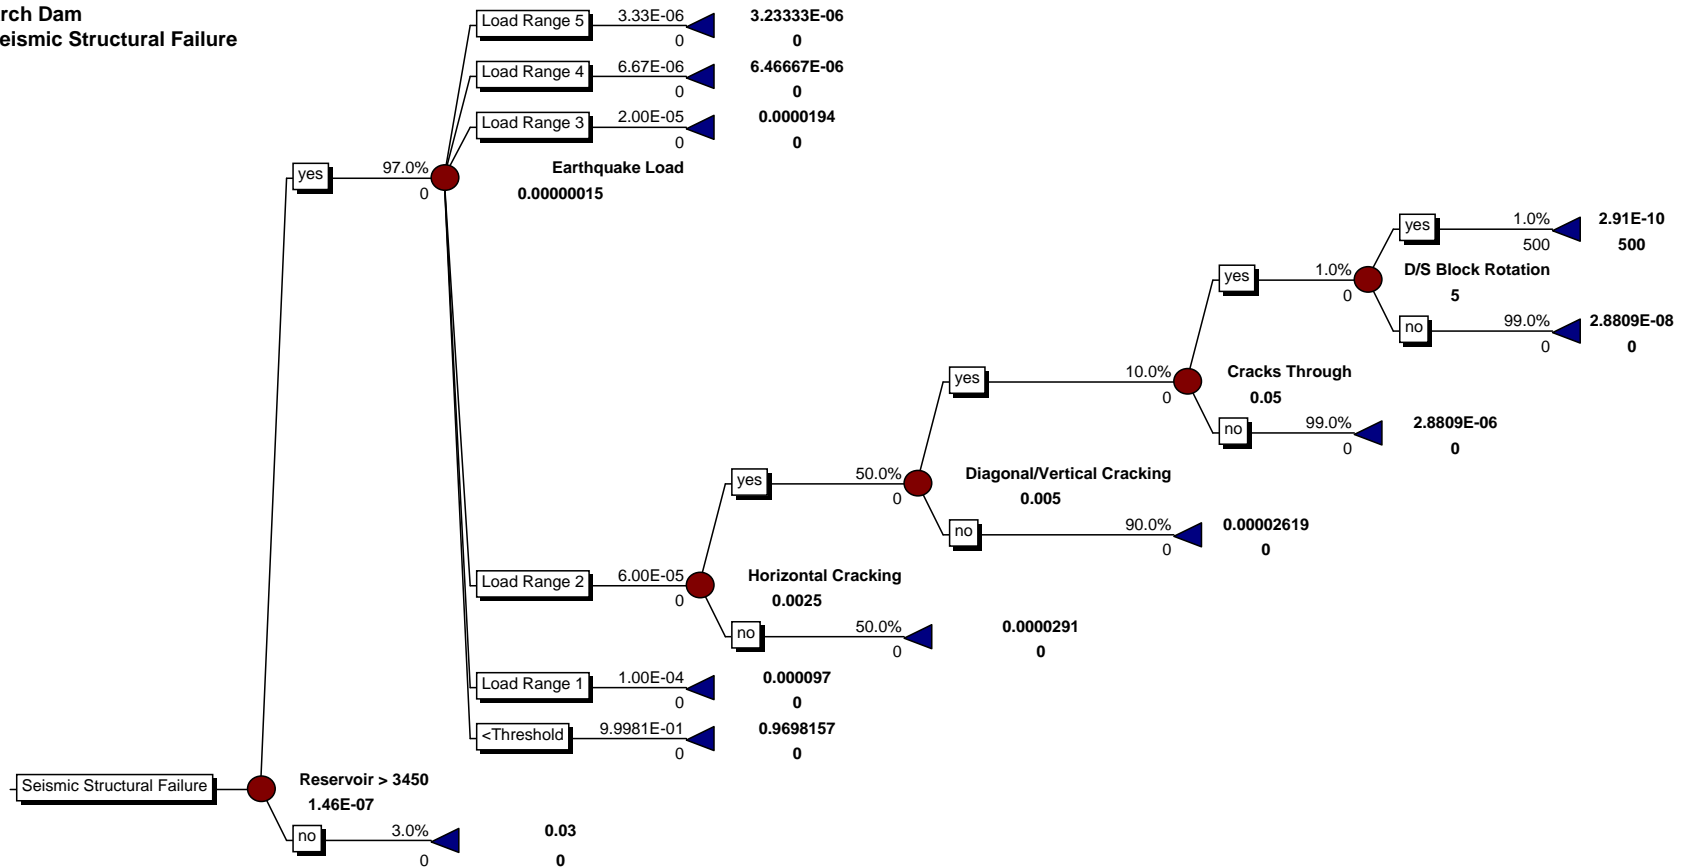 rch Dam
eismic Structural Failure
Load Range 5 3.33E-06 3.23333E-06
0 0
Load Range 4 6.67E-06 6.46667E-06
0 0
Load Range 3 2.00E-05 0.0000194
0 0
yes 97.0% Earthquake Load
0 0.00000015
yes 1.0% 2.91E-10
500 500
yes 1.0% D/S Block Rotation
0 5
no 99.0% 2.8809E-08
0 0
yes 10.0% Cracks Through
0 0.05
no 99.0% 2.8809E-06
0 0
yes 50.0% Diagonal/Vertical Cracking
0 0.005
no 90.0% 0.00002619
0 0
Load Range 2 6.00E-05 Horizontal Cracking
0 0.0025
no 50.0% 0.0000291
0 0
Load Range 1 1.00E-04 0.000097
0 0
<Threshold 9.9981E-01 0.9698157
0 0
Seismic Structural Failure Reservoir > 3450
1.46E-07
no 3.0% 0.03
0 0